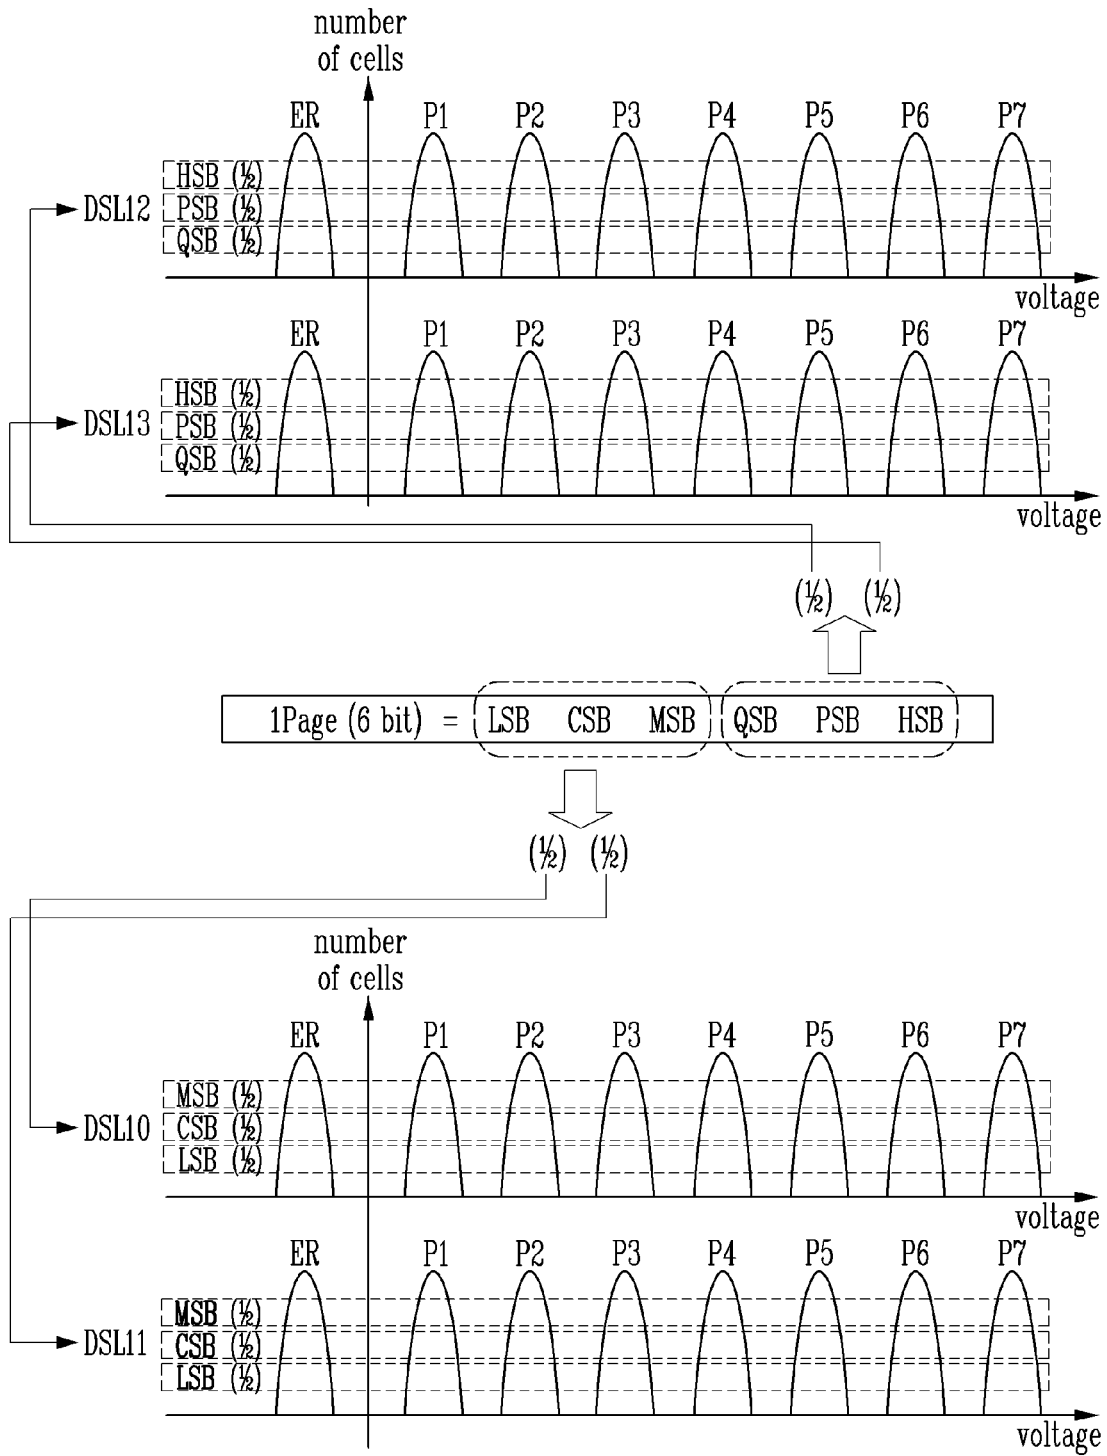 number
of cells
ER P1 P2 P3 P4 P5 P6 P7
HSB (½)
DSL12 PSB (½)
QSB (½)
voltage
ER P1 P2 P3 P4 P5 P6 P7
HSB (½)
DSL13 PSB (½)
QSB (½)
voltage
(½) (½)
1Page (6 bit) = LSB CSB MSB QSB PSB HSB
(½) (½)
number
of cells
ER P1 P2 P3 P4 P5 P6 P7
MSB (½)
DSL10 CSB (½)
LSB (½)
voltage
ER P1 P2 P3 P4 P5 P6 P7
MSB (½)
DSL11 CSB (½)
LSB (½)
voltage